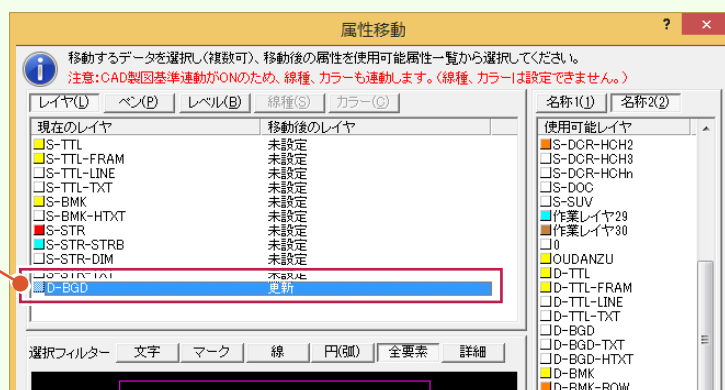 属性移動
? ×
移動するデータを選択し(複数可)、移動後の属性を使用可能属性一覧から選択してください。
注意:CAD製図基準連動がONのため、線種、カラーも連動します。(線種、カラーは設定できません。)
レイヤ(L) ペン(P) レベル(B) 線種(S) カラー(C)
名称1(1) 名称2(2)
現在のレイヤ 移動後のレイヤ
S-TTL 未設定
S-TTL-FRAM 未設定
S-TTL-LINE 未設定
S-TTL-TXT 未設定
S-BMK 未設定
S-BMK-HTXT 未設定
S-STR 未設定
S-STR-STRB 未設定
S-STR-DIM 未設定
S-STR-TXT 未設定
D-BGD 更新
使用可能レイヤ
S-DCR-HCH2
S-DCR-HCH3
S-DCR-HCHn
S-DOC
S-SUV
作業レイヤ29
作業レイヤ30
0
OUDANZU
D-TTL
D-TTL-FRAM
D-TTL-LINE
D-TTL-TXT
D-BGD
D-BGD-TXT
D-BGD-HTXT
D-BMK
D-BMK-ROW
選択フィルター 文字 マーク 線 円(弧) 全要素 詳細